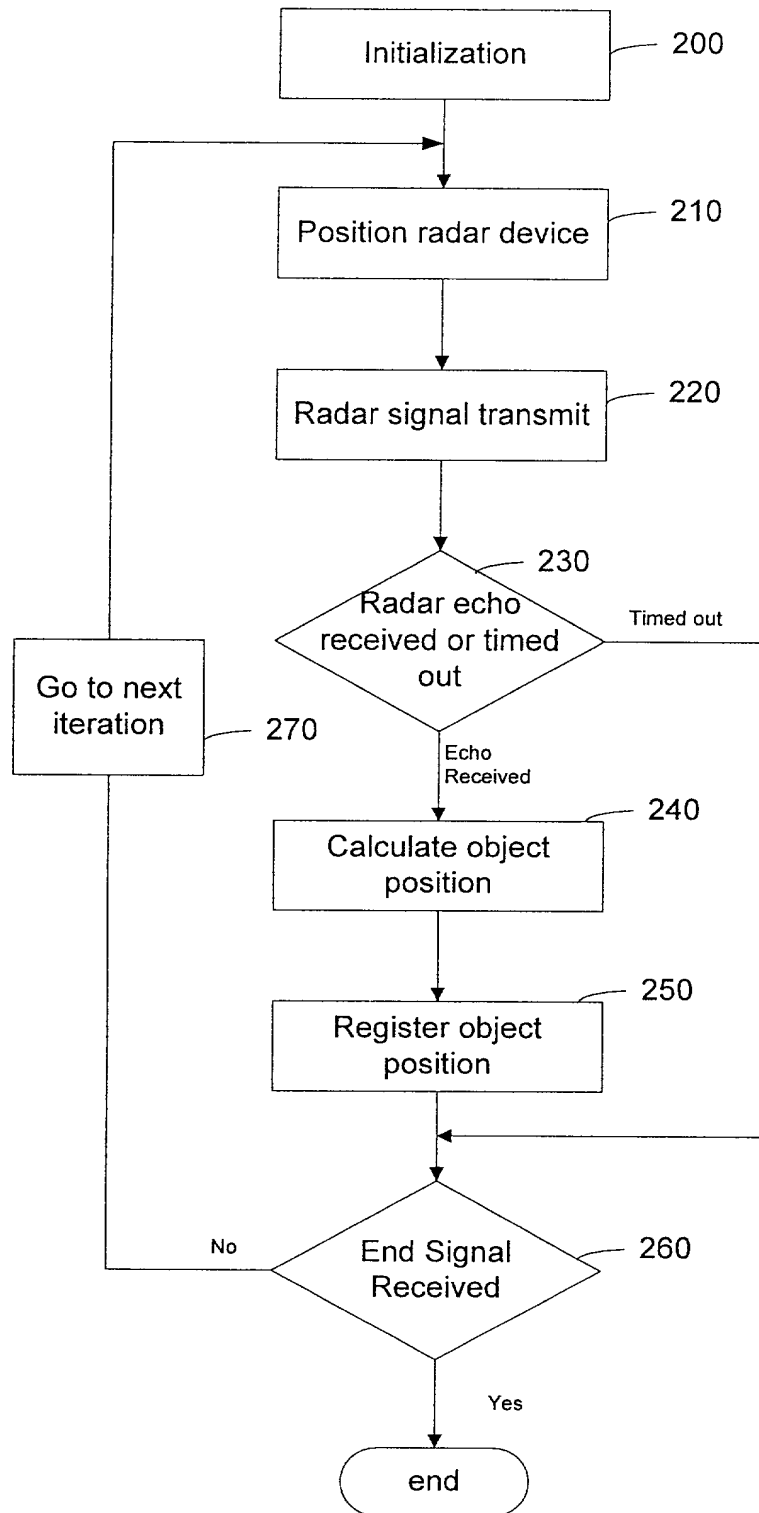 Initialization
200
Position radar device
210
Radar signal transmit
220
230
Radar echo
received or timed
out
Timed out
Go to next
iteration
270
Echo
Received
240
Calculate object
position
250
Register object
position
No
End Signal
Received
260
Yes
end